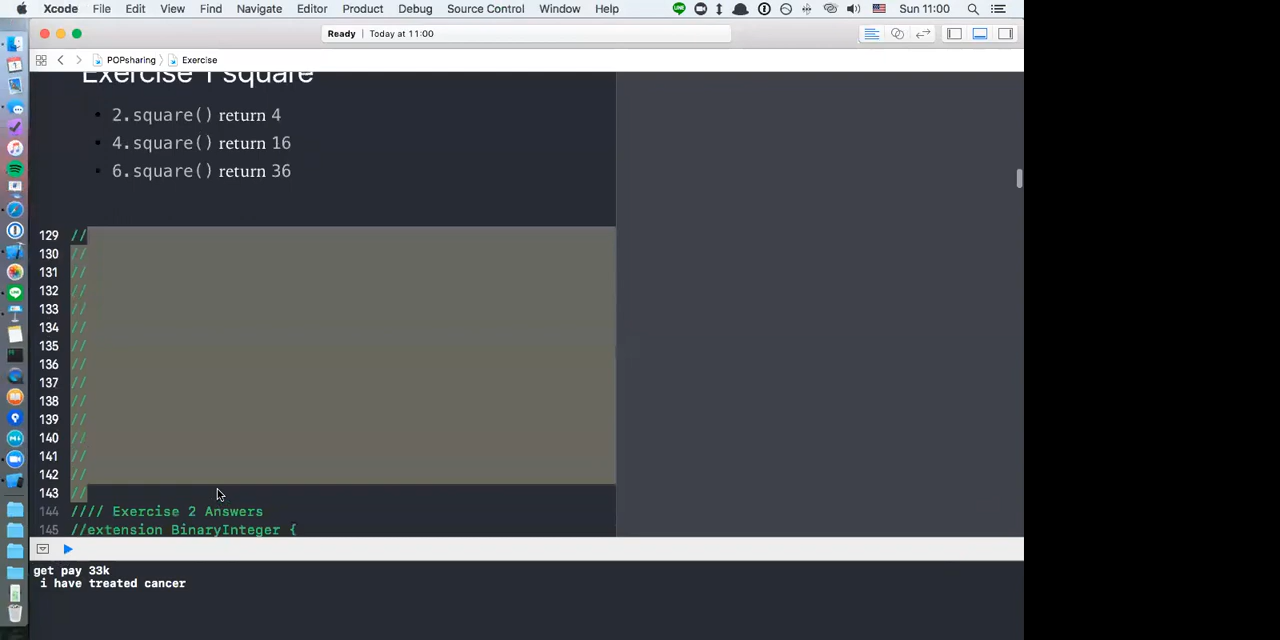 Xcode File Edit View Find Navigate Editor Product Debug Source Control Window Help Sun 11:00
Ready | Today at 11:00
POPsharing Exercise
Exercise 1 square
• 2.square() return 4
• 4.square() return 16
• 6.square() return 36
129 //
130 //
131 //
132 //
133 //
134 //
135 //
136 //
137 //
138 //
139 //
140 //
141 //
142 //
143 //
144 //// Exercise 2 Answers
145 //extension BinaryInteger {
get pay 33k
i have treated cancer